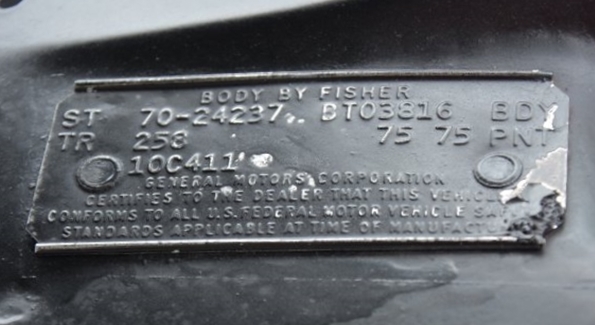 BODY BY FISHER
ST 70-24237 BT03816 BDY
TR 258 75 75 PNT
10C411
GENERAL MOTORS CORPORATION
CERTIFIES TO THE DEALER THAT THIS
CONFORMS TO ALL U.S. FEDERAL MOTOR VEHICLE
STANDARDS APPLICABLE AT TIME OF